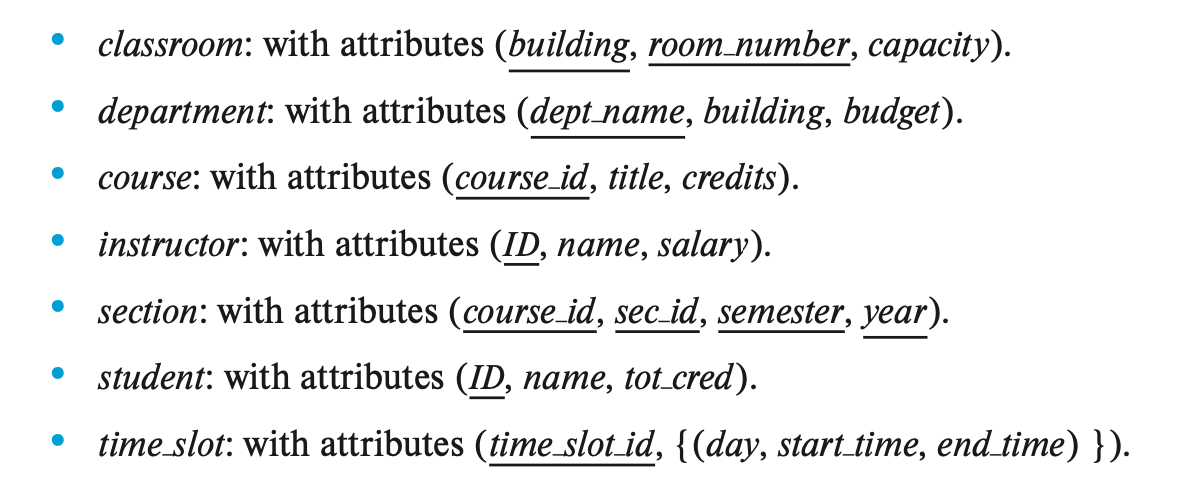 • classroom: with attributes (building, room_number, capacity).
• department: with attributes (dept_name, building, budget).
• course: with attributes (course_id, title, credits).
• instructor: with attributes (ID, name, salary).
• section: with attributes (course_id, sec_id, semester, year).
• student: with attributes (ID, name, tot_cred).
• time_slot: with attributes (time_slot_id, {(day, start_time, end_time) }).